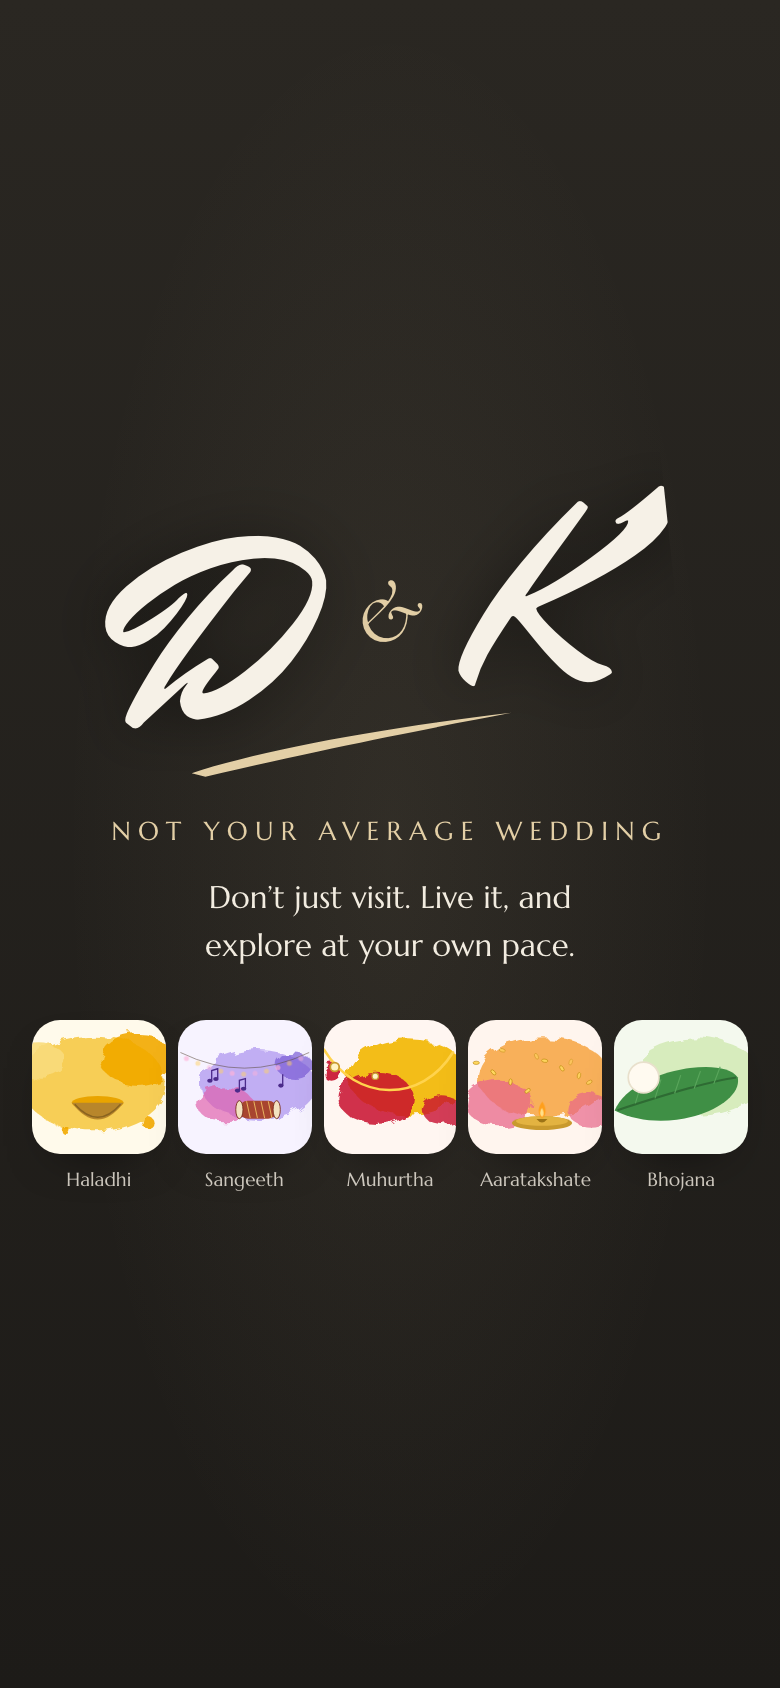 D & K
NOT YOUR AVERAGE WEDDING
Don’t just visit. Live it, and
explore at your own pace.
Haladhi
Sangeeth
Muhurtha
Aaratakshate
Bhojana